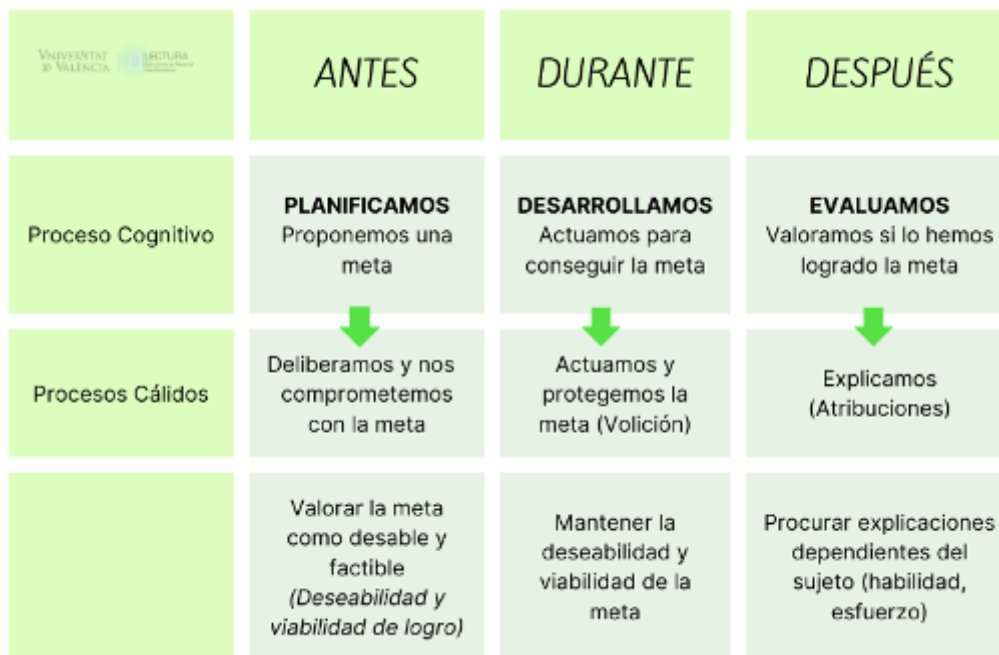 VNIVERSITAT
ID VALÈNCIA
LECTURA
ANTES
DURANTE
DESPUÉS
Proceso Cognitivo
PLANIFICAMOS
Proponemos una
meta
DESARROLLAMOS
Actuamos para
conseguir la meta
EVALUAMOS
Valoramos si lo hemos
logrado la meta
Procesos Cálidos
Deliberamos y nos
comprometemos
con la meta
Actuamos y
protegemos la
meta (Volición)
Explicamos
(Atribuciones)
Valorar la meta
como desable y
factible
(Deseabilidad y
viabilidad de logro)
Mantener la
deseabilidad y
viabilidad de la
meta
Procurar explicaciones
dependientes del
sujeto (habilidad,
esfuerzo)